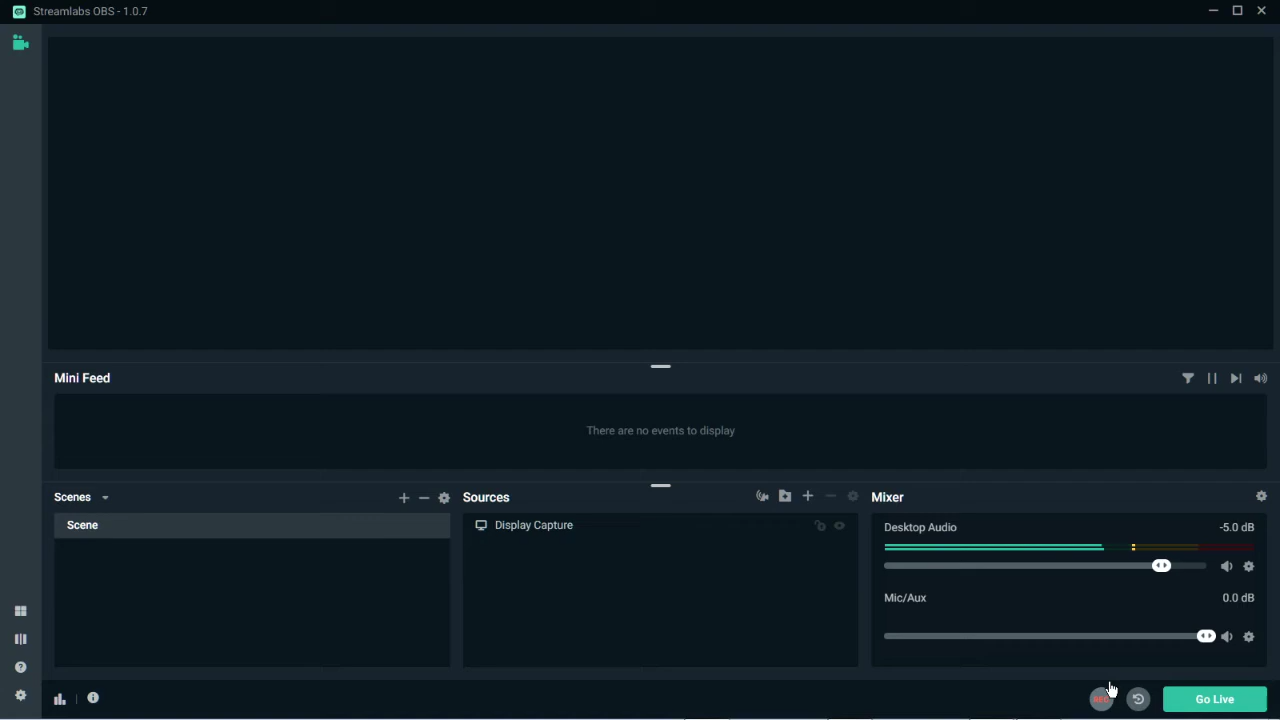 Streamlabs OBS - 1.0.7
Mini Feed
There are no events to display
Scenes
Sources
Mixer
Scene
Display Capture
Desktop Audio
-5.0 dB
Mic/Aux
0.0 dB
REC
Go Live